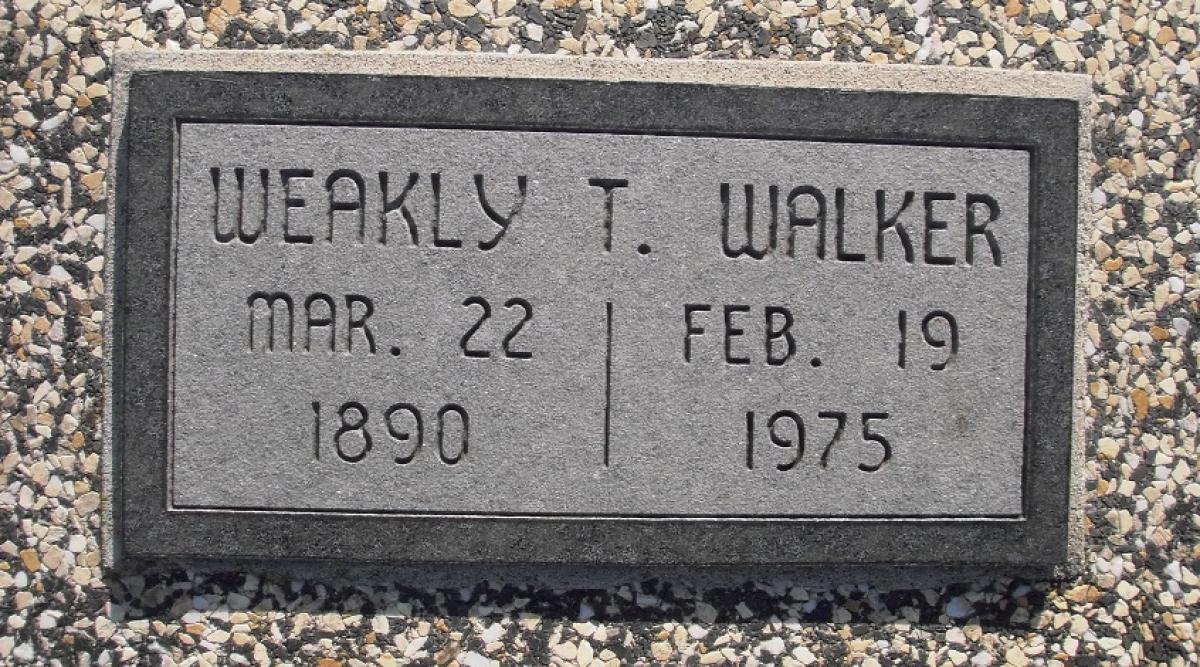 WEAKLY T. WALKER
MAR. 22 | FEB. 19
1890 | 1975